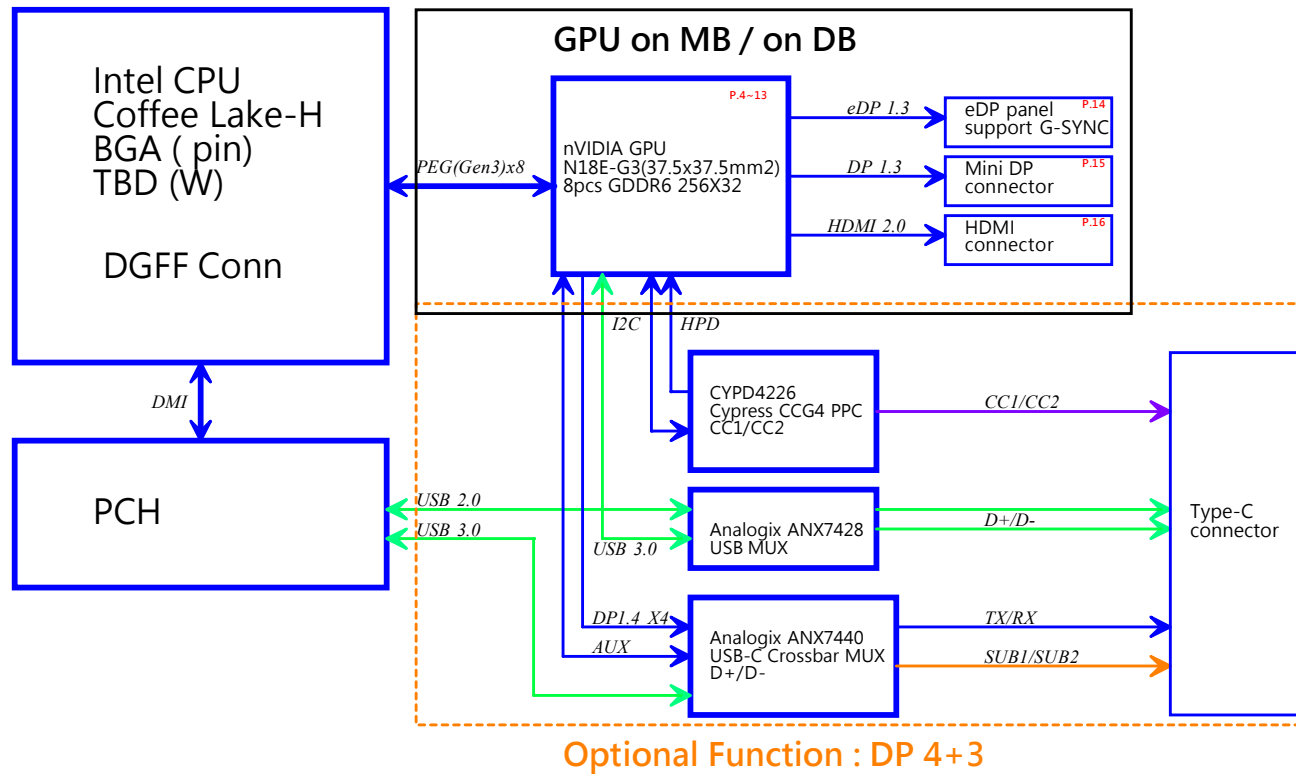 GPU on MB / on DB
Intel CPU
Coffee Lake-H
BGA ( pin)
TBD (W)
DGFF Conn
PEG(Gen3)x8
P.4~13
nVIDIA GPU
N18E-G3(37.5x37.5mm2)
8pcs GDDR6 256X32
eDP 1.3
P.14
eDP panel
support G-SYNC
DP 1.3
P.15
Mini DP
connector
HDMI 2.0
P.16
HDMI
connector
I2C
HPD
DMI
CYPD4226
Cypress CCG4 PPC
CC1/CC2
CC1/CC2
PCH
USB 2.0
USB 3.0
USB 3.0
Analogix ANX7428
USB MUX
D+/D-
Type-C
connector
DP1.4 X4
AUX
Analogix ANX7440
USB-C Crossbar MUX
D+/D-
TX/RX
SUB1/SUB2
Optional Function : DP 4+3